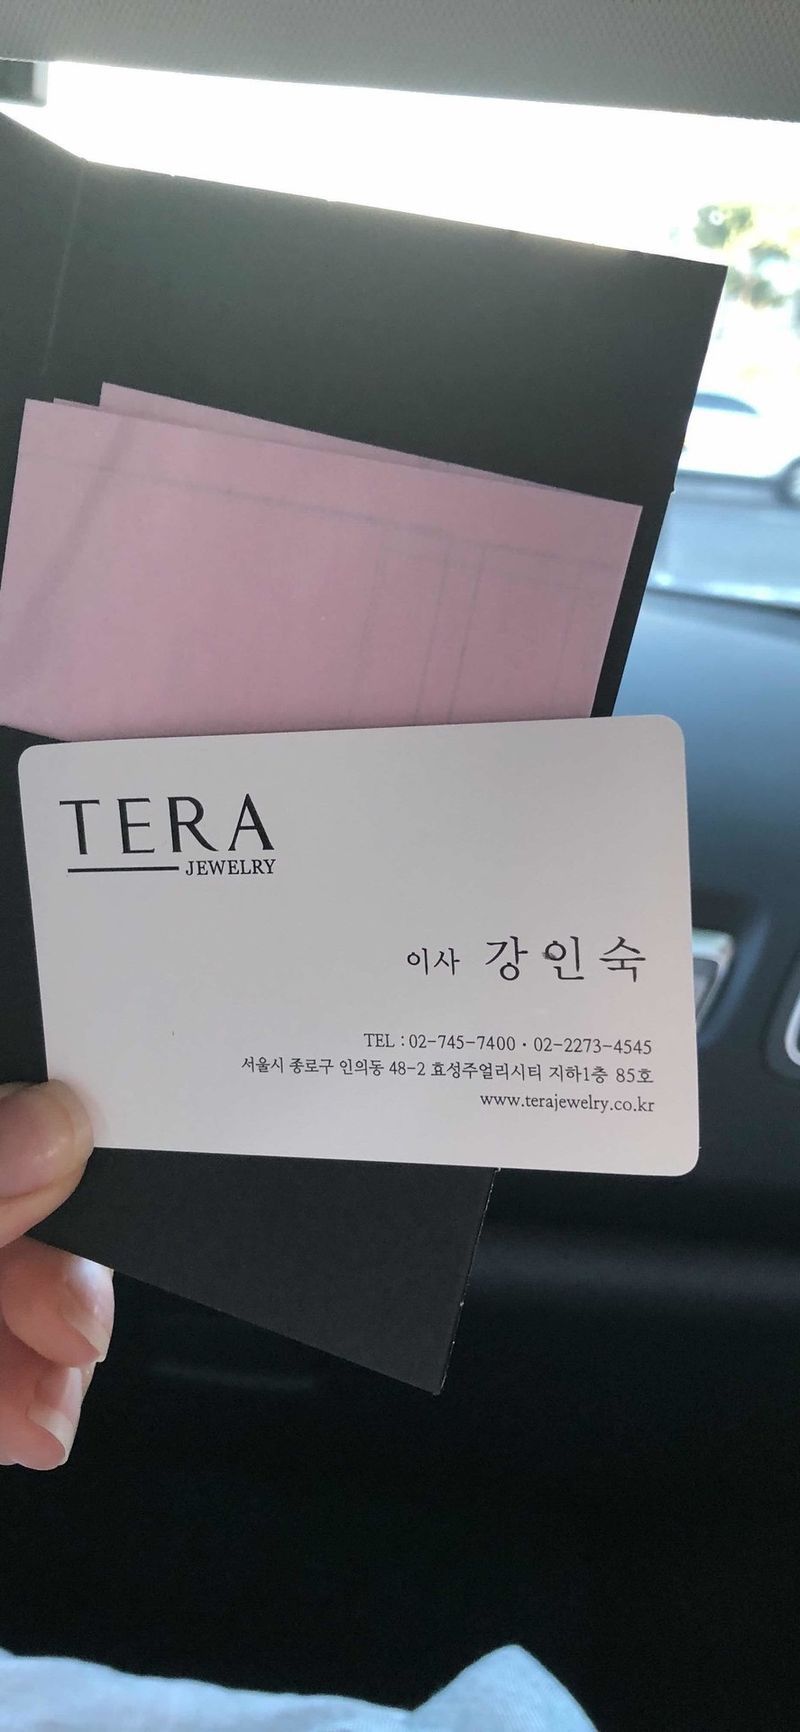 TERA
JEWELRY
이사 강인숙
TEL : 02-745-7400 · 02-2273-4545
서울시 종로구 인의동 48-2 효성주얼리시티 지하1층 85호
www.terajewelry.co.kr